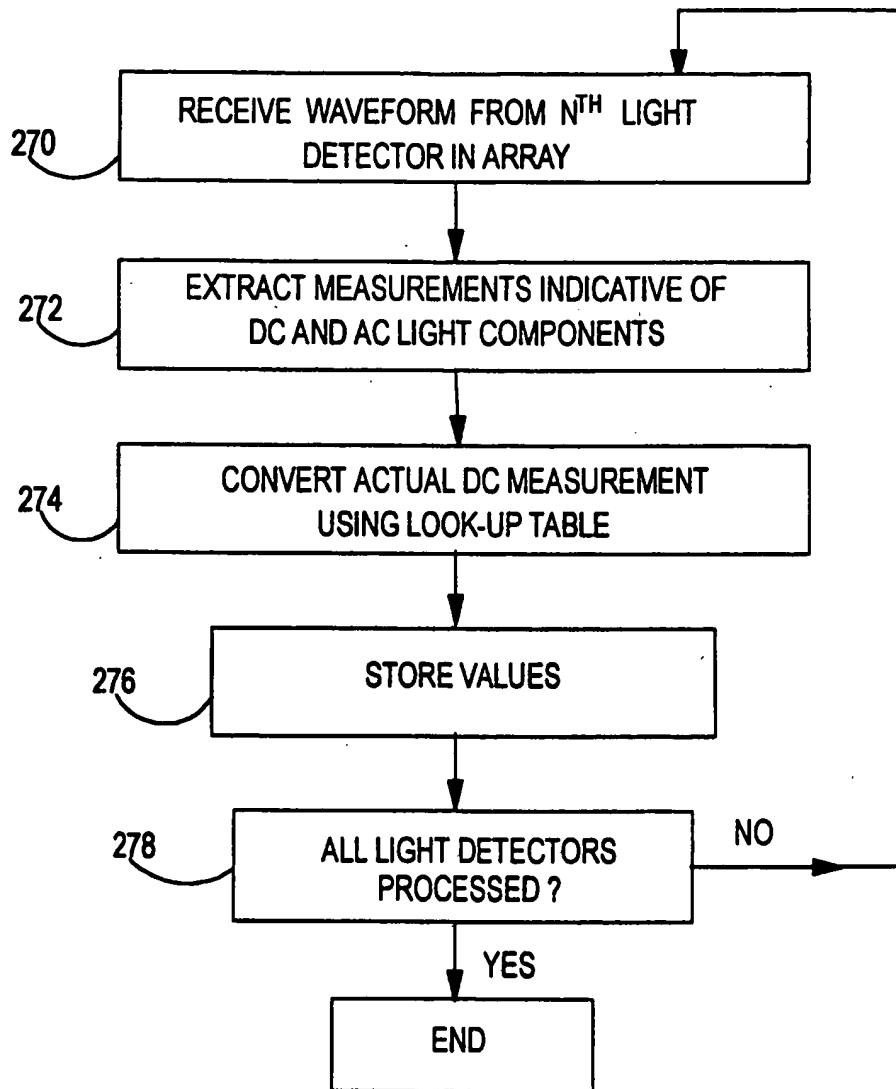 RECEIVE WAVEFORM FROM NTH LIGHT
DETECTOR IN ARRAY
270
EXTRACT MEASUREMENTS INDICATIVE OF
DC AND AC LIGHT COMPONENTS
272
CONVERT ACTUAL DC MEASUREMENT
USING LOOK-UP TABLE
274
STORE VALUES
276
ALL LIGHT DETECTORS
PROCESSED ?
278
NO
YES
END